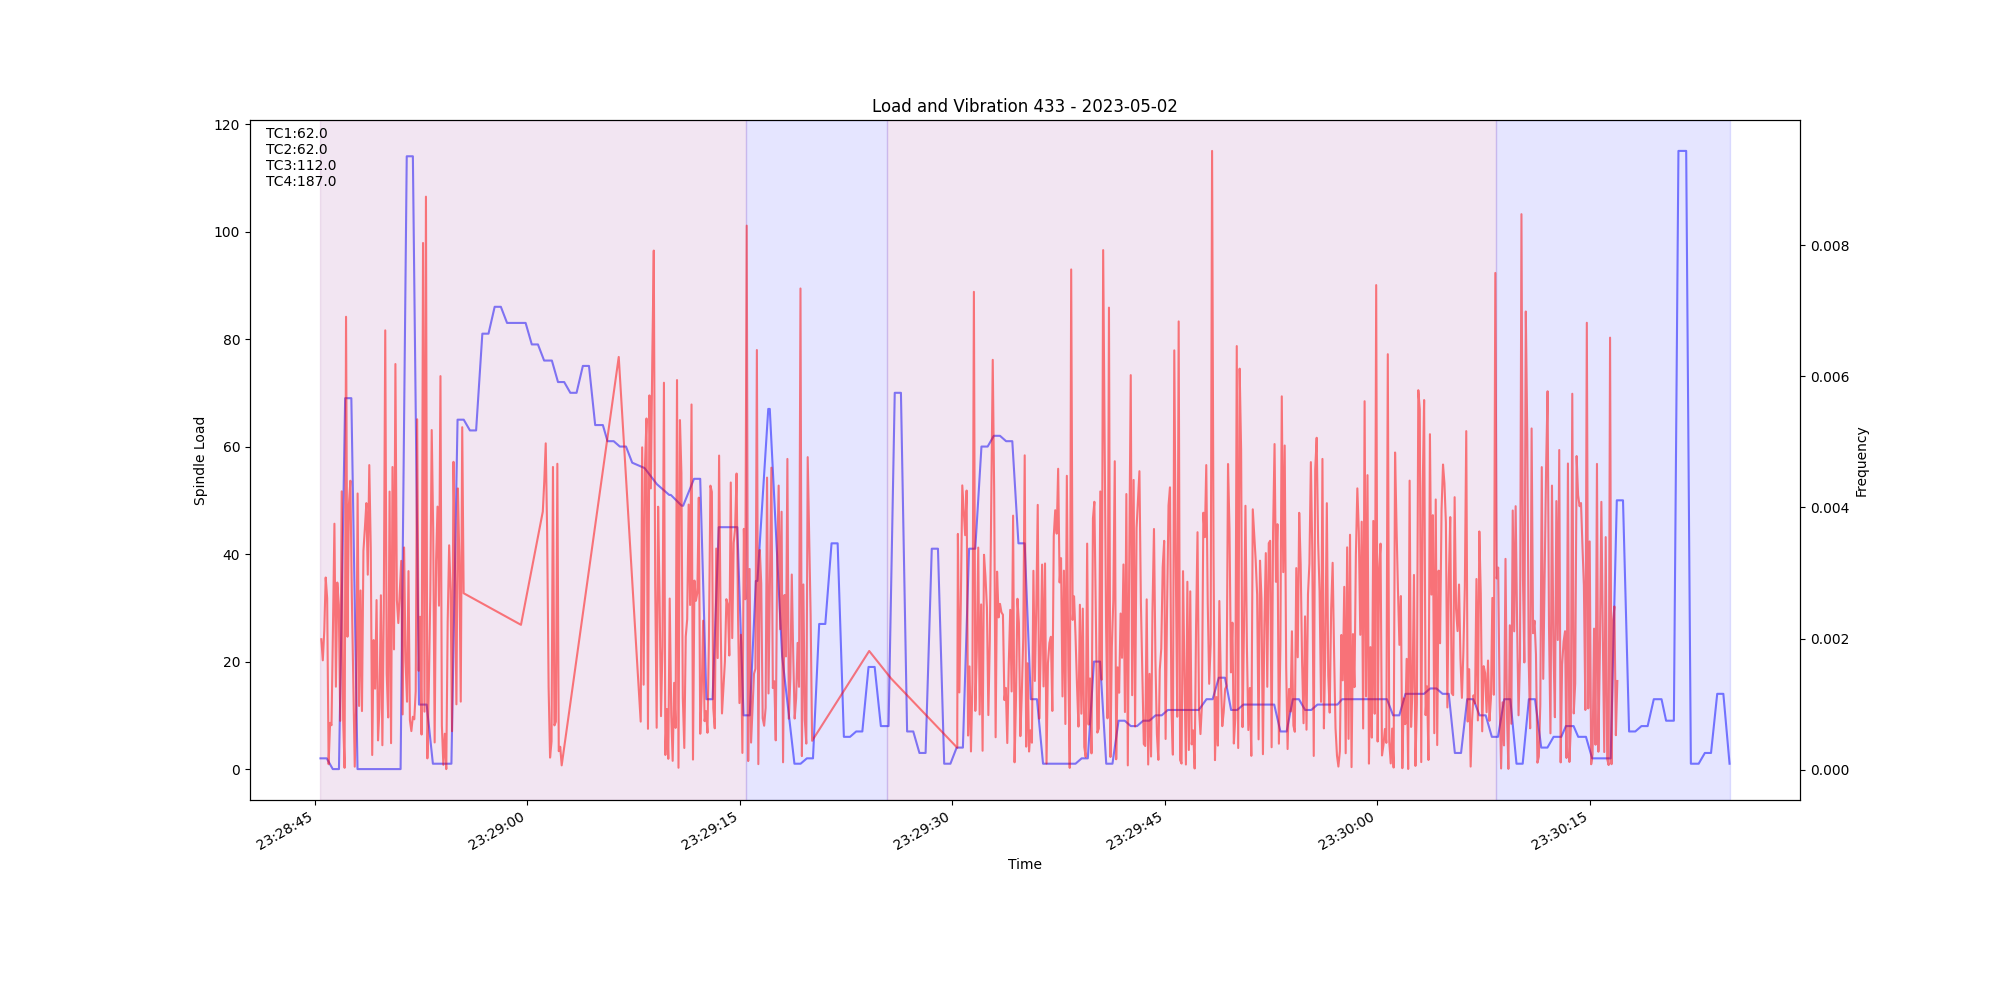 Load and Vibration 433 - 2023-05-02
TC1:62.0
TC2:62.0
TC3:112.0
TC4:187.0
120
100
80
60
40
20
0
Spindle Load
0.008
0.006
0.004
0.002
0.000
Frequency
23:28:45
23:29:00
23:29:15
23:29:30
23:29:45
23:30:00
23:30:15
Time